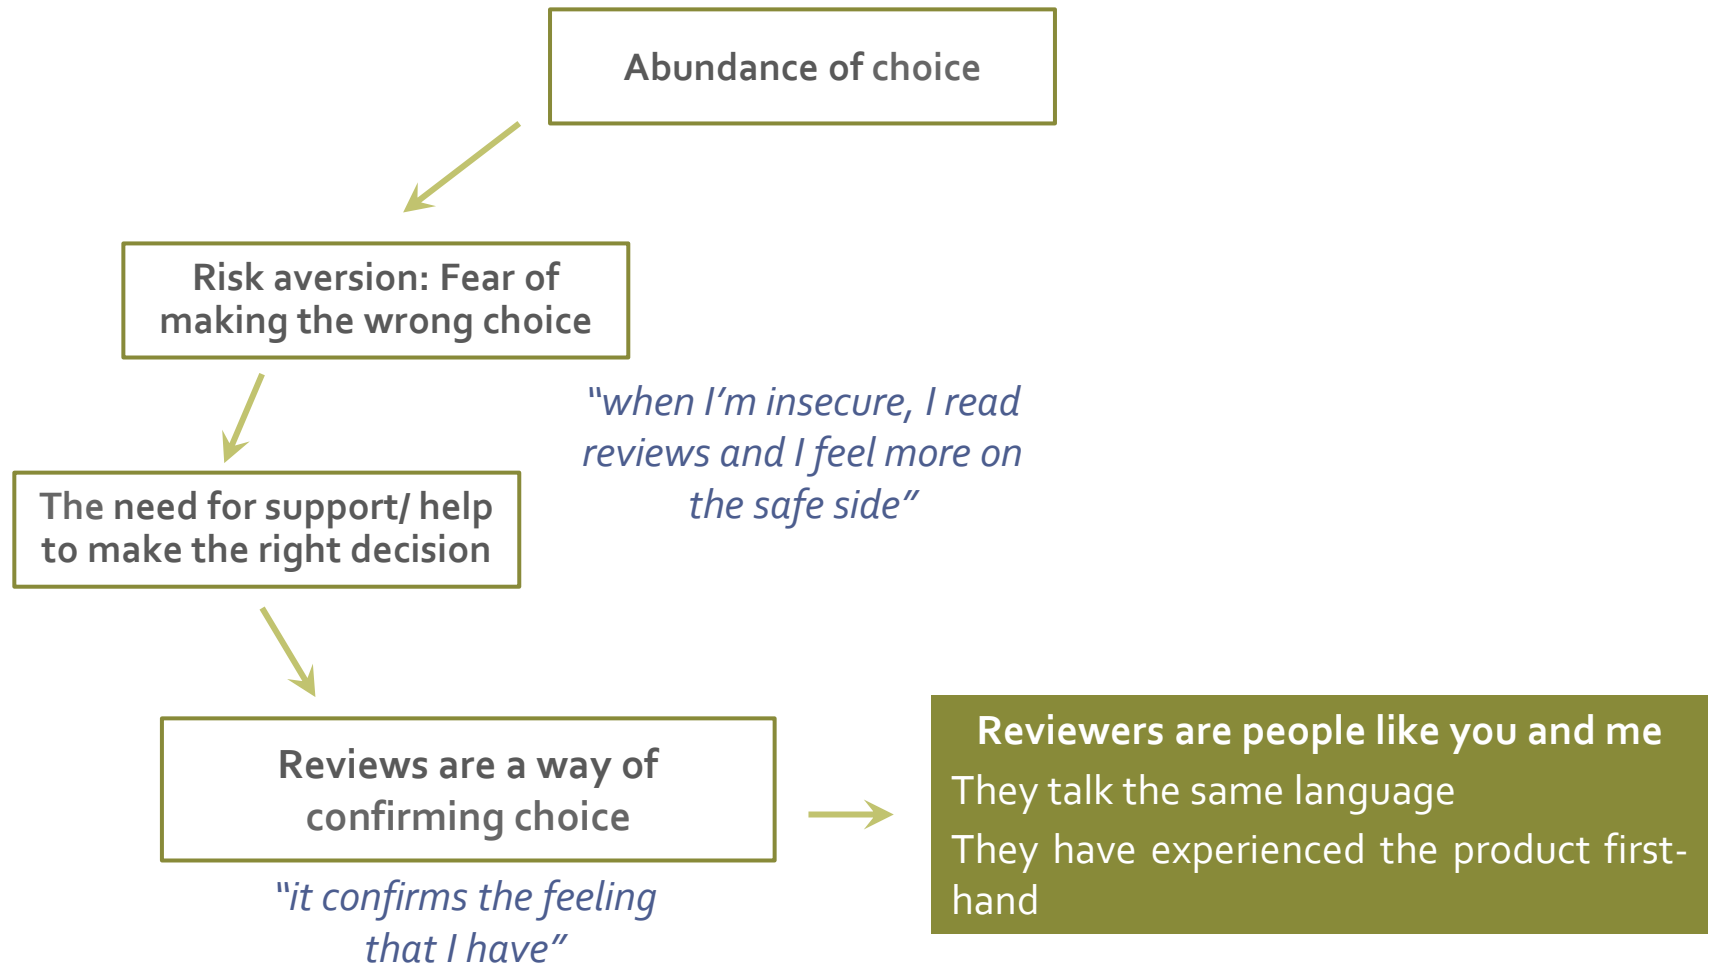 Abundance of choice
Risk aversion: Fear of
making the wrong choice
“when I’m insecure, I read
reviews and I feel more on
the safe side”
The need for support/ help
to make the right decision
Reviews are a way of
confirming choice
“it confirms the feeling
that I have”
Reviewers are people like you and me
They talk the same language
They have experienced the product first-
hand